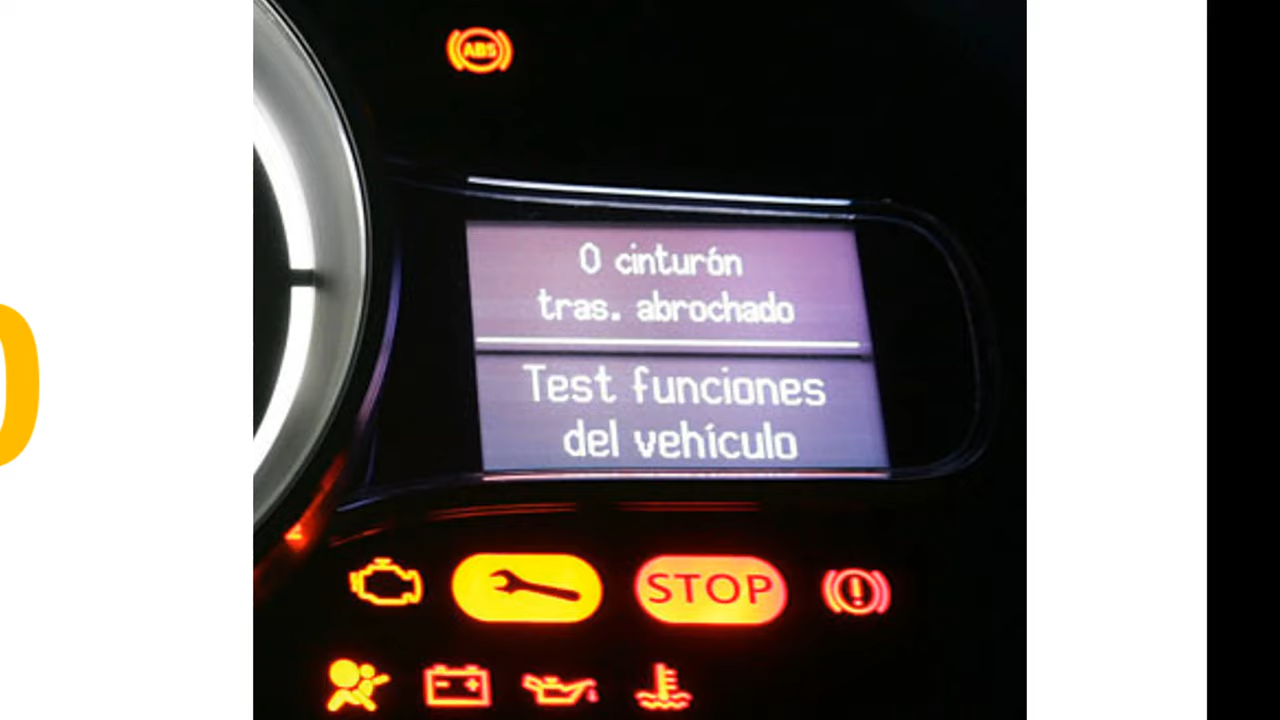 ABS
0 cinturón
tras. abrochado
Test funciones
del vehículo
STOP